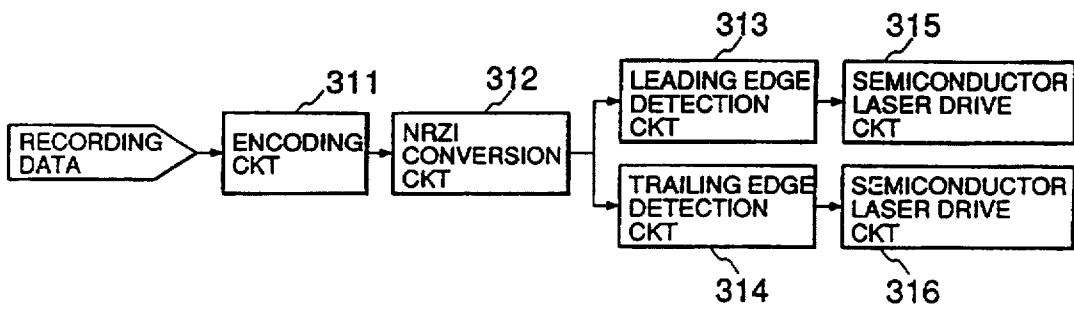 313
315
LEADING EDGE
DETECTION
CKT
SEMICONDUCTOR
LASER DRIVE
CKT
311
312
RECORDING
DATA
ENCODING
CKT
NRZI
CONVERSION
CKT
TRAILING EDGE
DETECTION
CKT
SEMICONDUCTOR
LASER DRIVE
CKT
314
316